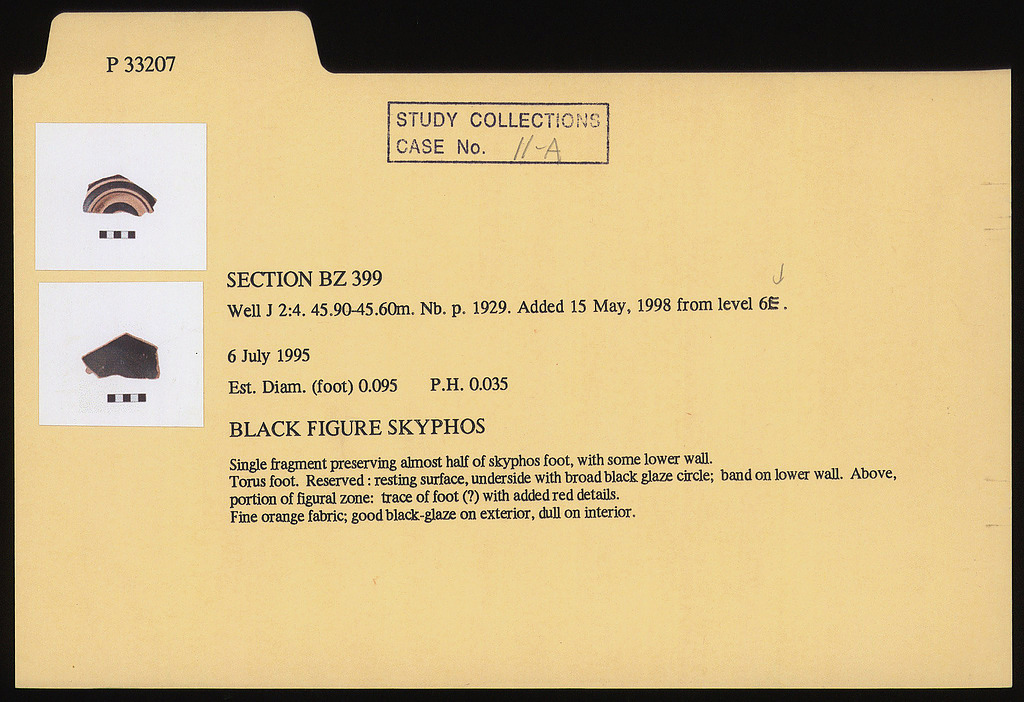 P 33207
STUDY COLLECTIONS
CASE No. 11-A
SECTION BZ 399
Well J 2:4. 45.90-45.60m. Nb. p. 1929. Added 15 May, 1998 from level 6E.
6 July 1995
Est. Diam. (foot) 0.095 P.H. 0.035
BLACK FIGURE SKYPHOS
Single fragment preserving almost half of skyphos foot, with some lower wall.
Torus foot. Reserved : resting surface, underside with broad black glaze circle; band on lower wall. Above,
portion of figural zone: trace of foot (?) with added red details.
Fine orange fabric; good black-glaze on exterior, dull on interior.